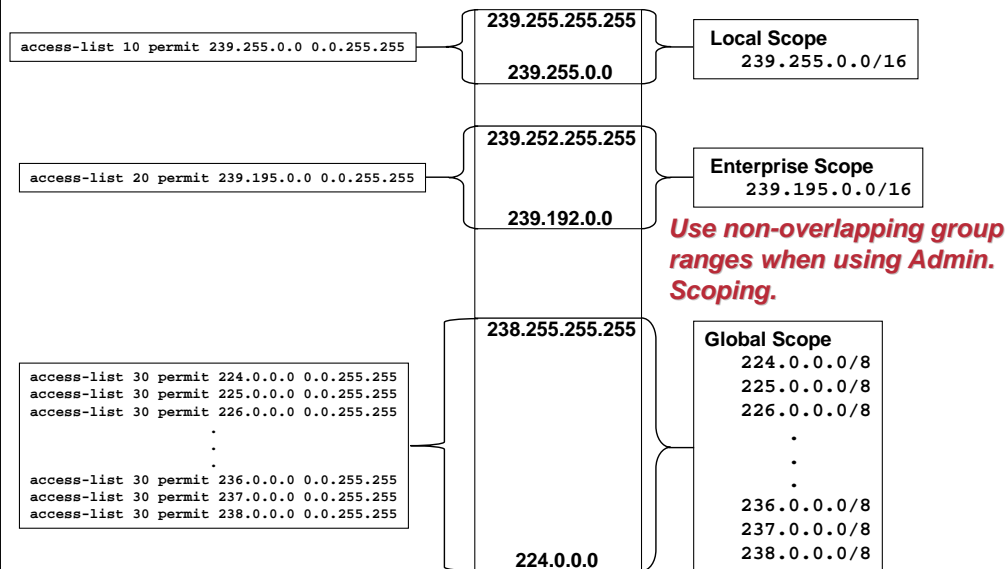 239.255.255.255
access-list 10 permit 239.255.0.0 0.0.255.255
Local Scope
239.255.0.0/16
239.255.0.0
239.252.255.255
access-list 20 permit 239.195.0.0 0.0.255.255
Enterprise Scope
239.195.0.0/16
239.192.0.0
Use non-overlapping group
ranges when using Admin.
Scoping.
238.255.255.255
access-list 30 permit 224.0.0.0 0.0.255.255
access-list 30 permit 225.0.0.0 0.0.255.255
access-list 30 permit 226.0.0.0 0.0.255.255
.
.
.
access-list 30 permit 236.0.0.0 0.0.255.255
access-list 30 permit 237.0.0.0 0.0.255.255
access-list 30 permit 238.0.0.0 0.0.255.255
Global Scope
224.0.0.0/8
225.0.0.0/8
226.0.0.0/8
.
.
.
236.0.0.0/8
237.0.0.0/8
238.0.0.0/8
224.0.0.0